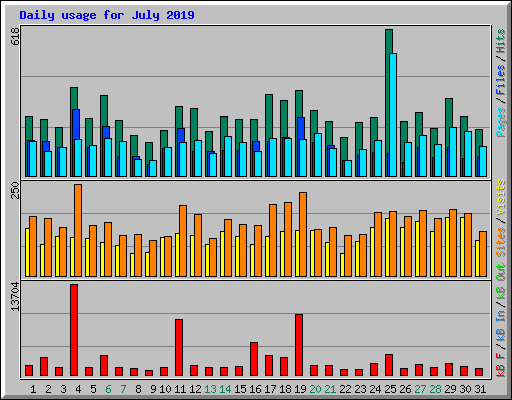 Daily usage for July 2019
618
Pages / Files / Hits
250
Sites / Visits
13704
kB F / kB In / kB Out
1 2 3 4 5 6 7 8 9 10 11 12 13 14 15 16 17 18 19 20 21 22 23 24 25 26 27 28 29 30 31